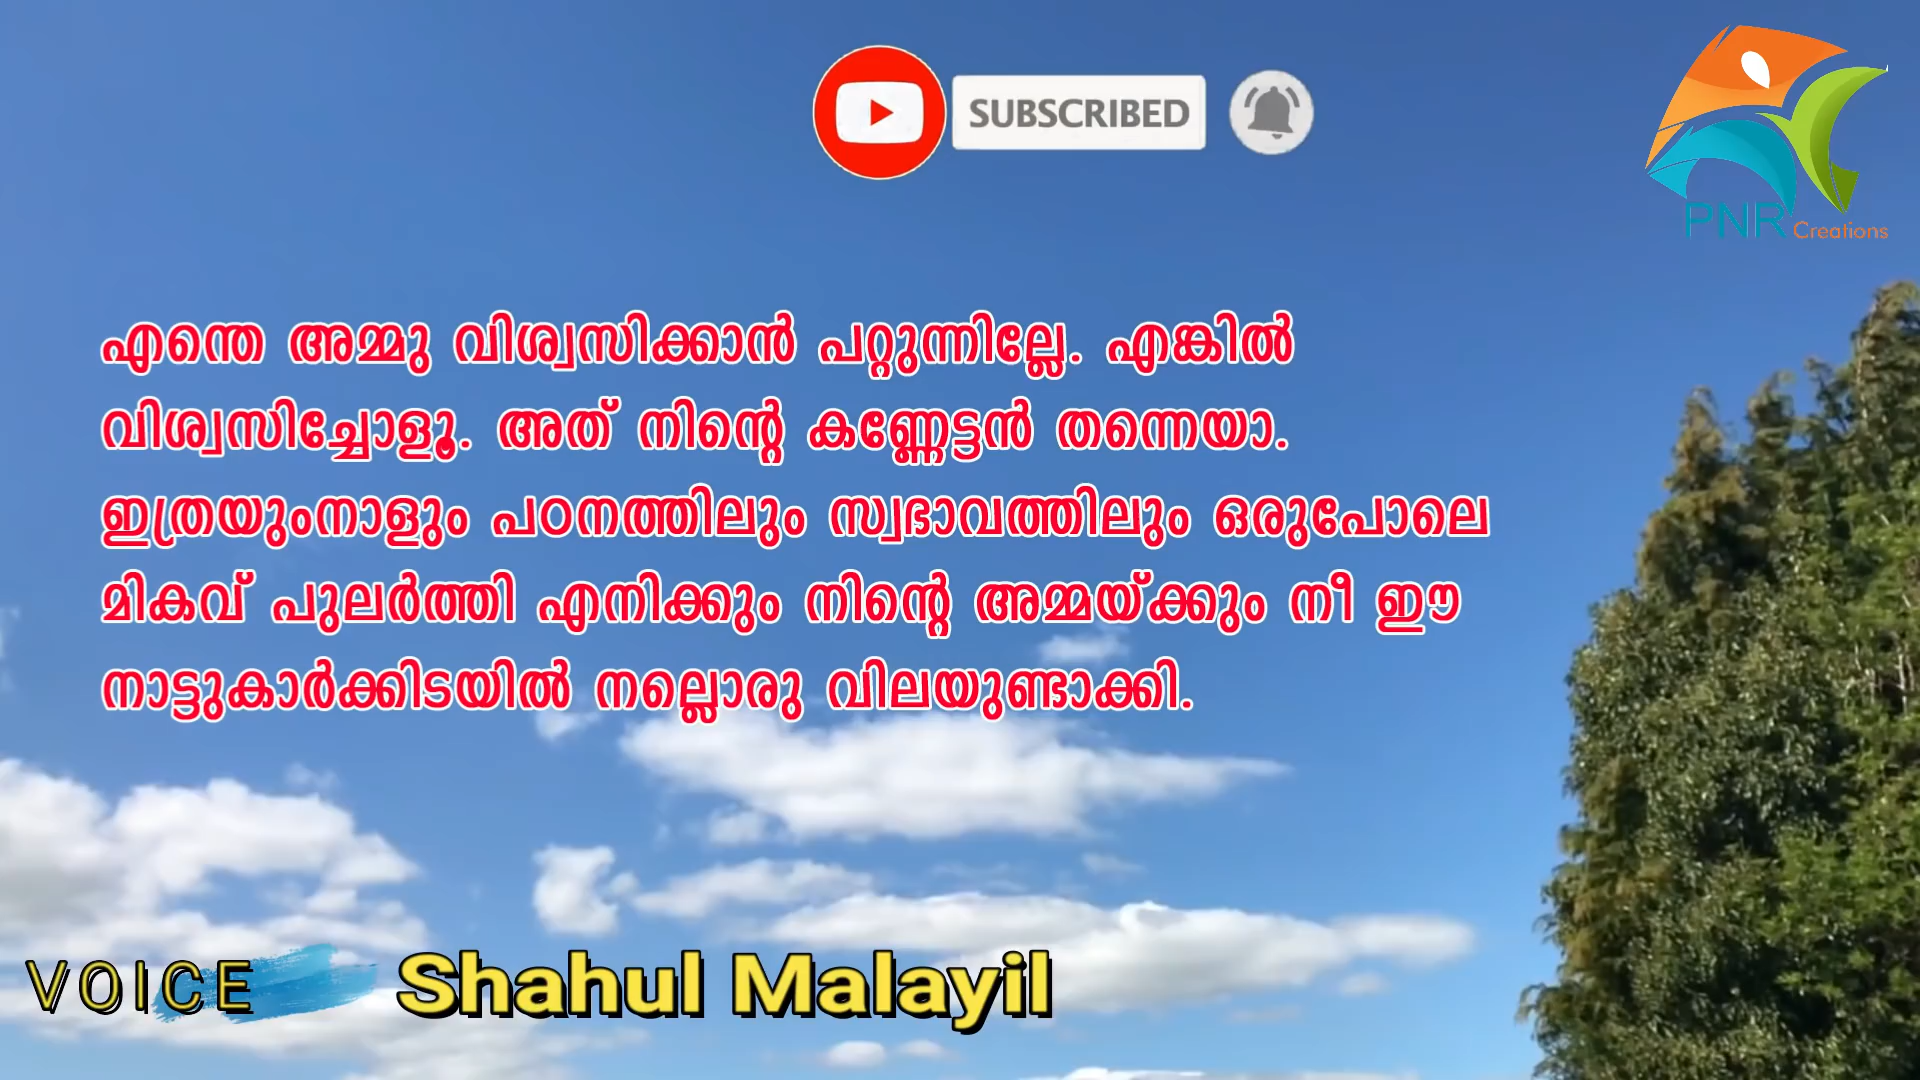 SUBSCRIBED
PNR Creations
എന്തെ അമ്മു വിശ്വസിക്കാൻ പറ്റുന്നില്ലേ. എങ്കിൽ
വിശ്വസിച്ചോളൂ. അത് നിന്റെ കണ്ണേട്ടൻ തന്നെയാ.
ഇത്രയുംനാളും പഠനത്തിലും സ്വഭാവത്തിലും ഒരുപോലെ
മികവ് പുലർത്തി എനിക്കും നിന്റെ അമ്മയ്ക്കും നീ ഈ
നാട്ടുകാർക്കിടയിൽ നല്ലൊരു വിലയുണ്ടാക്കി.
VOICE Shahul Malayil